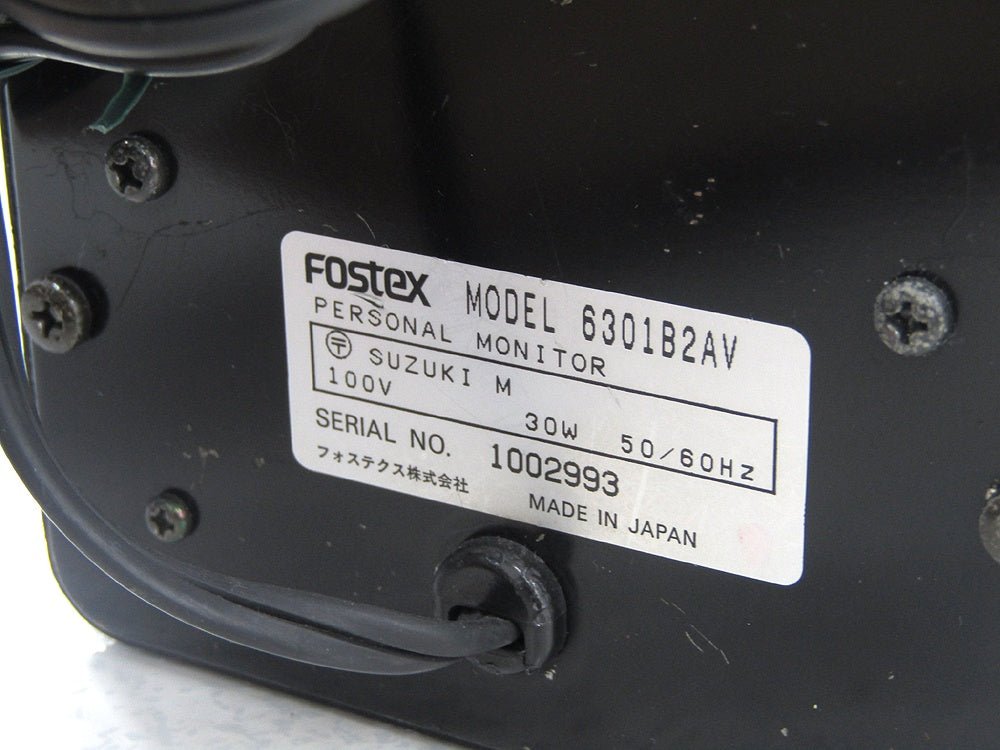 FOSTEX MODEL 6301B2AV
PERSONAL MONITOR
〒 SUZUKI M
100V 30W 50/60HZ
SERIAL NO. 1002993
フォステクス株式会社 MADE IN JAPAN